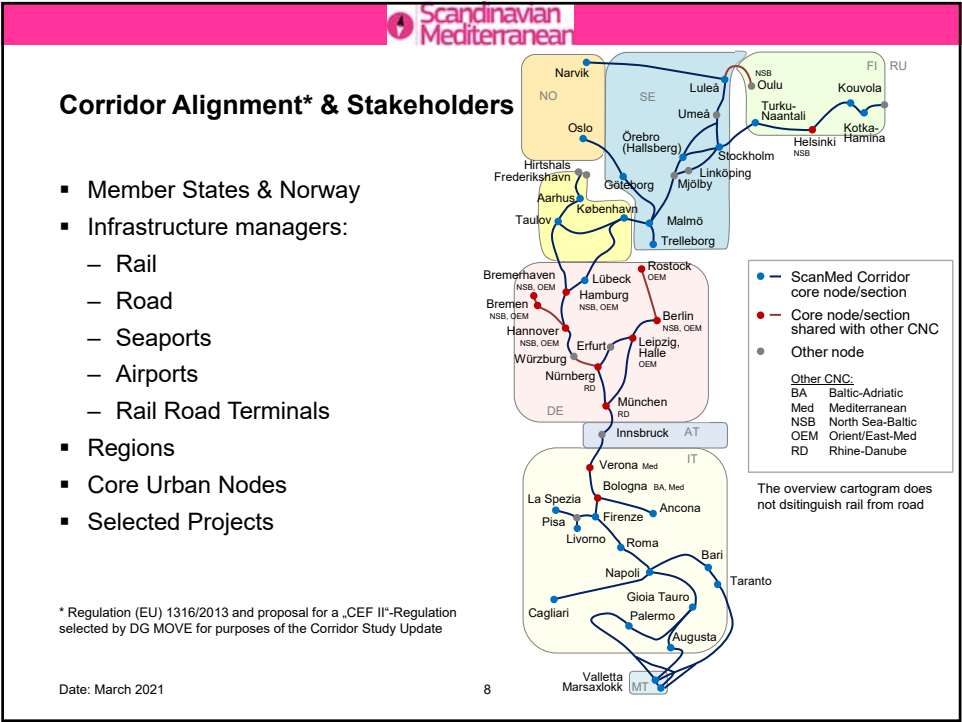 Scandinavian
Mediterranean
Corridor Alignment* & Stakeholders
▪ Member States & Norway
▪ Infrastructure managers:
– Rail
– Road
– Seaports
– Airports
– Rail Road Terminals
▪ Regions
▪ Core Urban Nodes
▪ Selected Projects
* Regulation (EU) 1316/2013 and proposal for a „CEF II“-Regulation
selected by DG MOVE for purposes of the Corridor Study Update
Date: March 2021
8
NO
SE
FI
RU
Narvik
Luleå
NSB
Oulu
Kouvola
Umeå
Turku-
Naantali
Kotka-
Hamina
Helsinki
NSB
Oslo
Örebro
(Hallsberg)
Stockholm
Linköping
Mjölby
Hirtshals
Frederikshavn
Göteborg
Aarhus
København
Taulov
Malmö
Trelleborg
Bremerhaven
NSB, OEM
Rostock
OEM
Lübeck
Hamburg
NSB, OEM
Bremen
NSB, OEM
Berlin
NSB, OEM
Hannover
NSB, OEM
Erfurt
Leipzig,
Halle
OEM
Würzburg
Nürnberg
RD
München
RD
DE
Innsbruck
AT
IT
Verona Med
Bologna BA, Med
La Spezia
Pisa
Firenze
Ancona
Livorno
Roma
Bari
Napoli
Taranto
Gioia Tauro
Cagliari
Palermo
Augusta
Valletta
Marsaxlokk
MT
ScanMed Corridor
core node/section
Core node/section
shared with other CNC
Other node
Other CNC:
BA Baltic-Adriatic
Med Mediterranean
NSB North Sea-Baltic
OEM Orient/East-Med
RD Rhine-Danube
The overview cartogram does
not dsitinguish rail from road